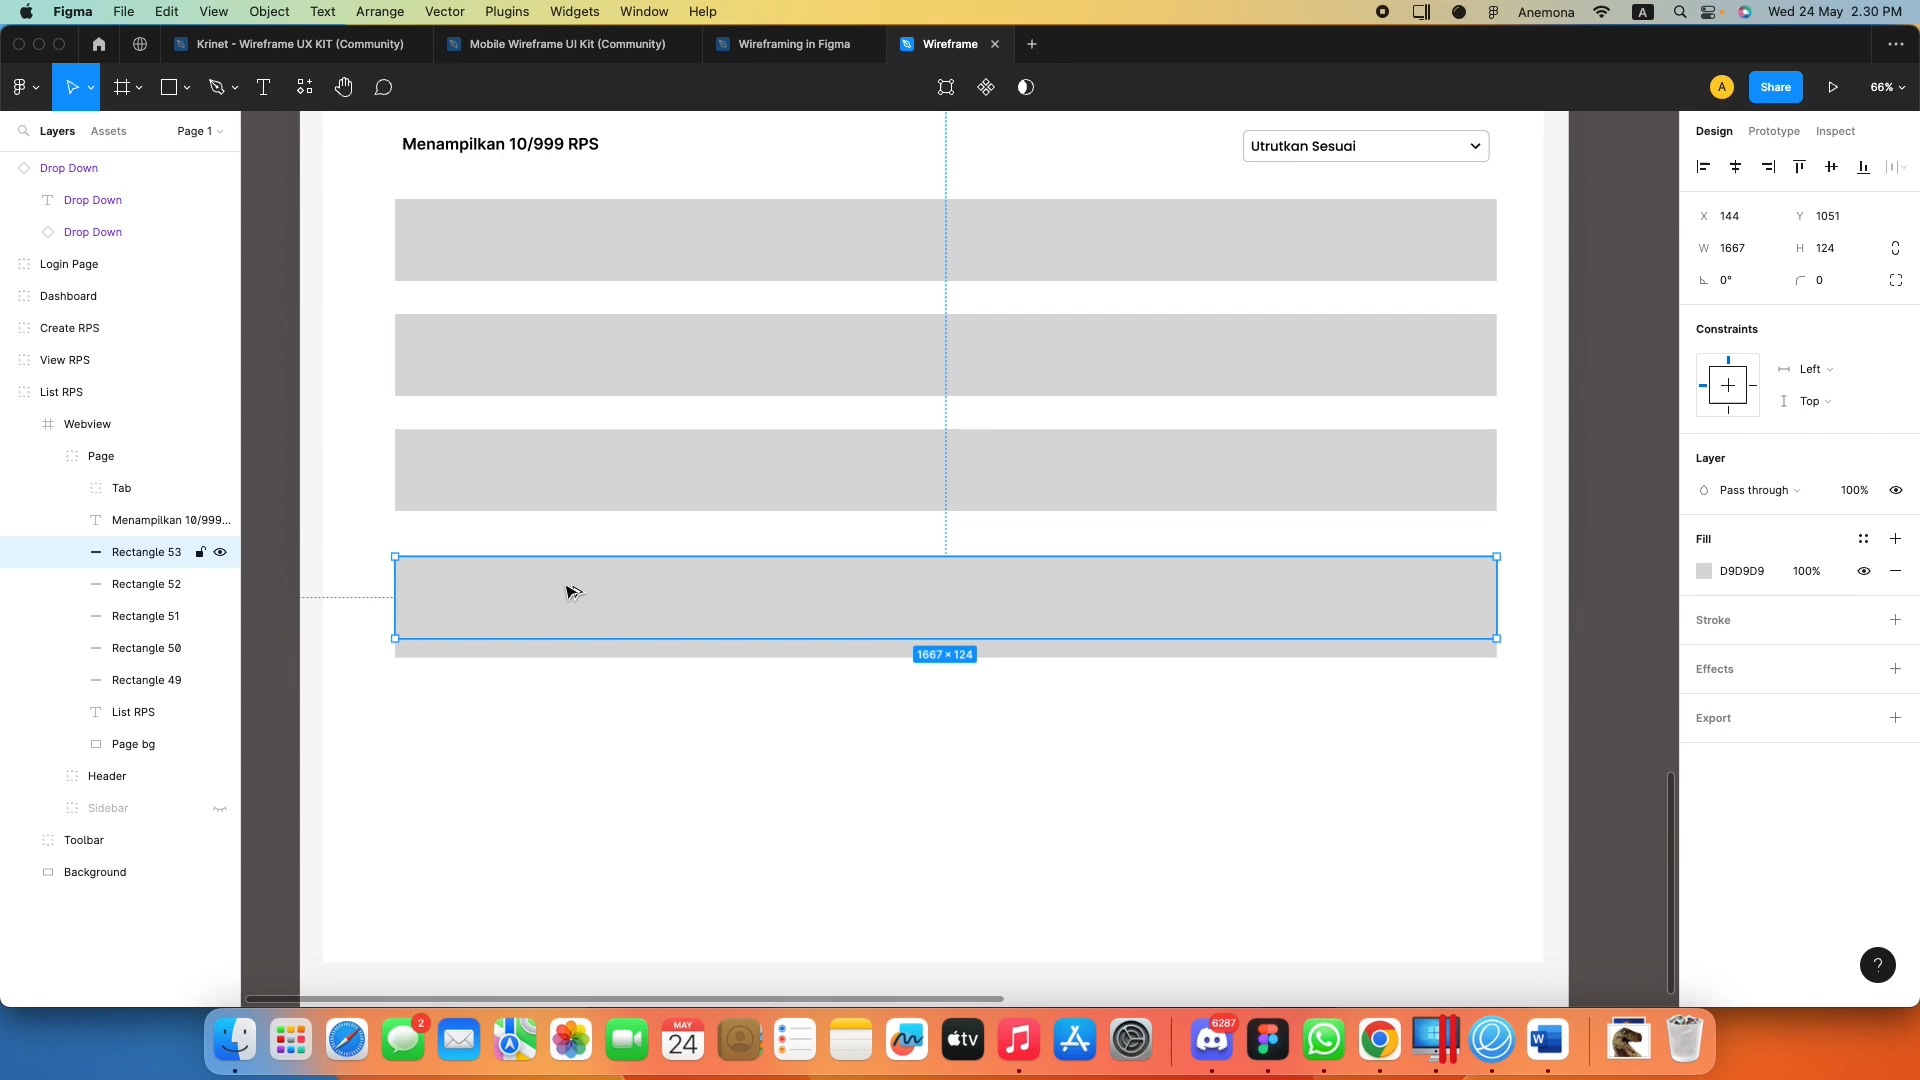 Figma File Edit View Object Text Arrange Vector Plugins Widgets Window Help
Anemona A Wed 24 May 2.30 PM
Krinet - Wireframe UX KIT (Community)
Mobile Wireframe UI Kit (Community)
Wireframing in Figma
Wireframe
A
Share
66%
Layers Assets Page 1
Drop Down
Drop Down
Drop Down
Login Page
Dashboard
Create RPS
View RPS
List RPS
Webview
Page
Tab
Menampilkan 10/999...
Rectangle 53
Rectangle 52
Rectangle 51
Rectangle 50
Rectangle 49
List RPS
Page bg
Header
Sidebar
Toolbar
Background
Menampilkan 10/999 RPS
Utrutkan Sesuai
1667 × 124
Design Prototype Inspect
X 144 Y 1051
W 1667 H 124
0° 0
Constraints
Left
Top
Layer
Pass through 100%
Fill
D9D9D9 100%
Stroke
Effects
Export
?
2
MAY
24
tv
6287
W